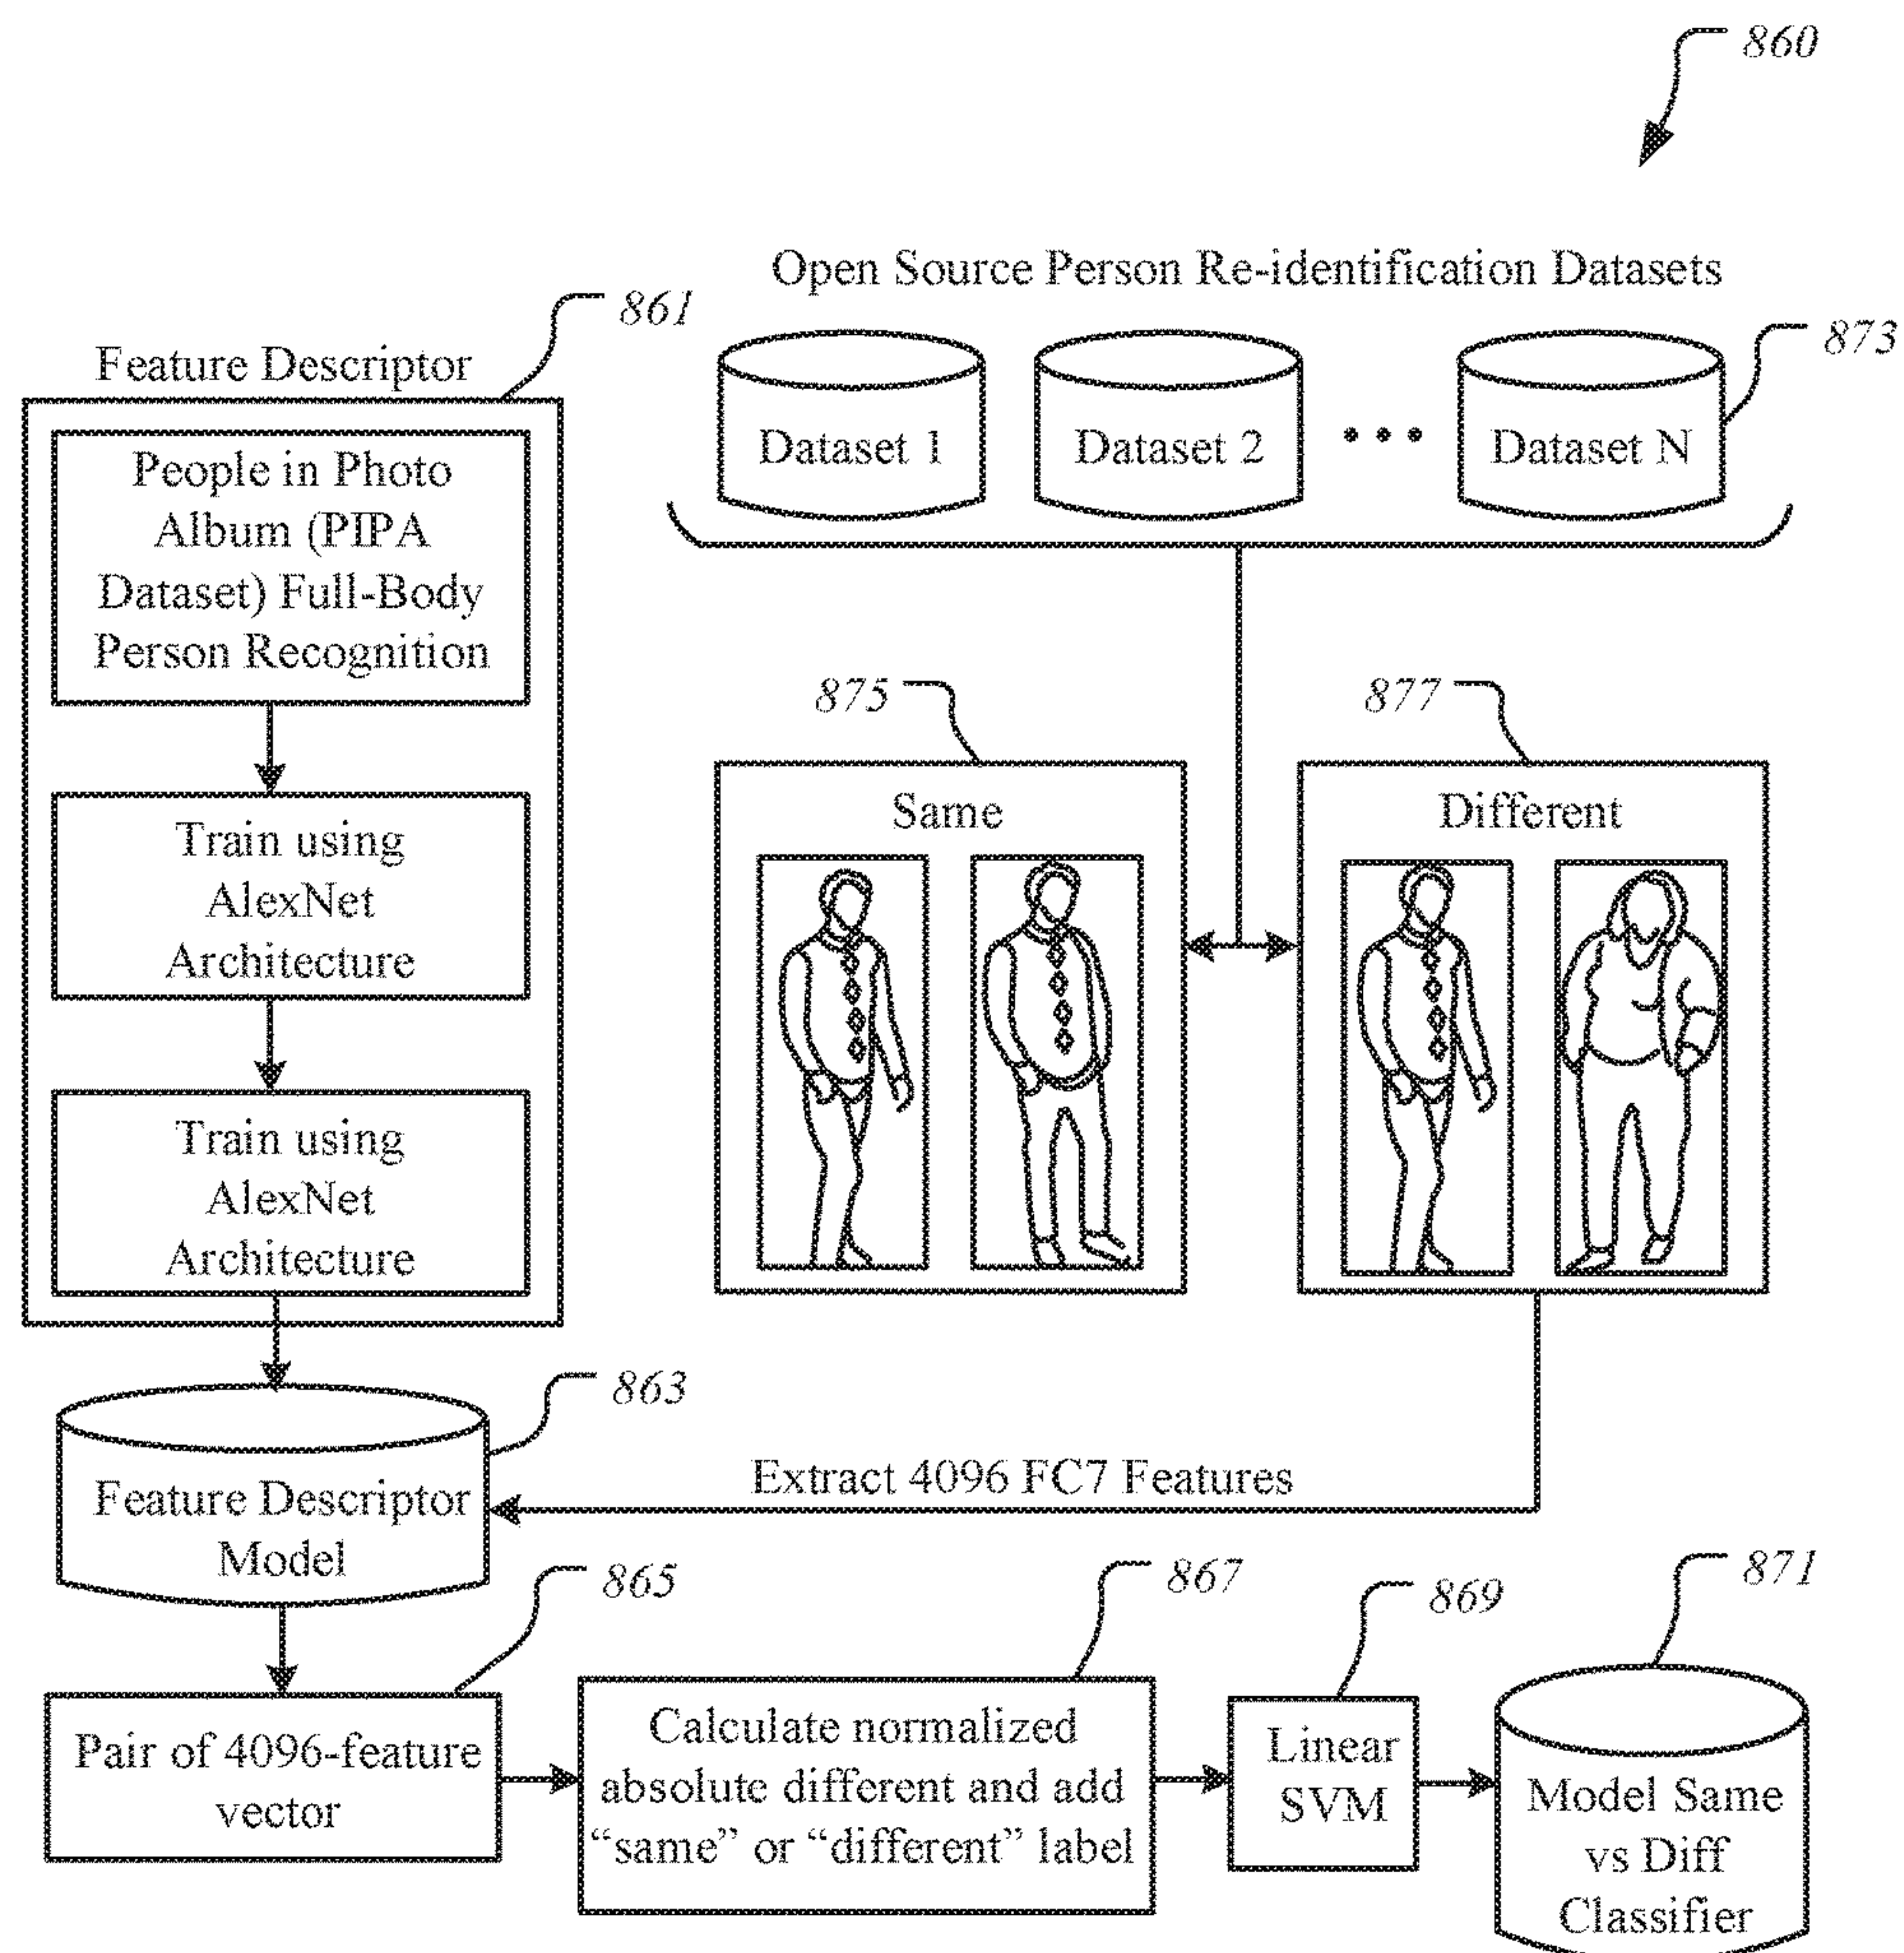 860
Open Source Person Re-identification Datasets
861
873
Feature Descriptor
Dataset 1
Dataset 2
Dataset N
People in Photo
Album (PIPA
Dataset) Full-Body
Person Recognition
875
877
Same
Different
Train using
AlexNet
Architecture
Train using
AlexNet
Architecture
863
Extract 4096 FC7 Features
Feature Descriptor
Model
865
867
869
871
Pair of 4096-feature
vector
Calculate normalized
absolute different and add
“same” or “different” label
Linear
SVM
Model Same
vs Diff
Classifier